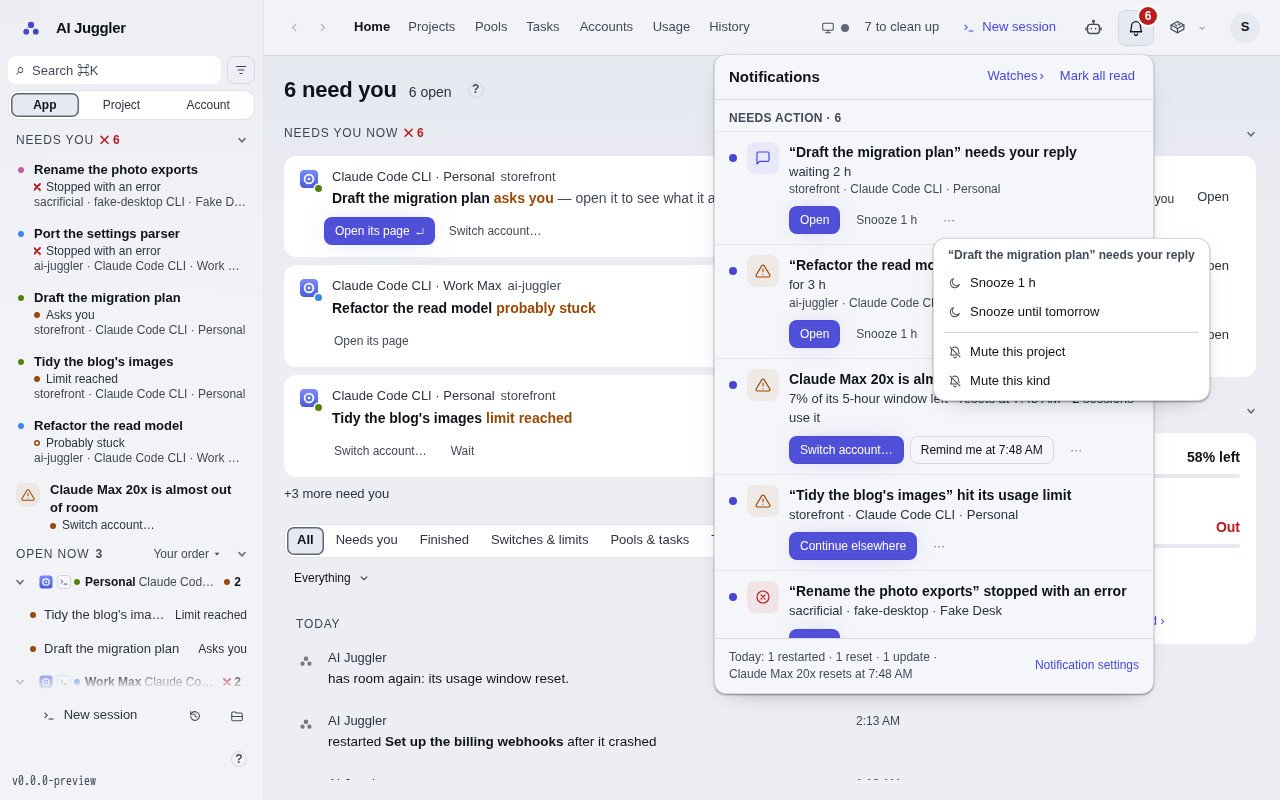 AI Juggler
Search ⌘K
App
Project
Account
NEEDS YOU 6
Rename the photo exports
Stopped with an error
sacrificial · fake-desktop CLI · Fake D…
Port the settings parser
Stopped with an error
ai-juggler · Claude Code CLI · Work …
Draft the migration plan
Asks you
storefront · Claude Code CLI · Personal
Tidy the blog's images
Limit reached
storefront · Claude Code CLI · Personal
Refactor the read model
Probably stuck
ai-juggler · Claude Code CLI · Work …
Claude Max 20x is almost out
of room
Switch account…
OPEN NOW 3
Your order
Personal Claude Cod… 2
Tidy the blog's ima… Limit reached
Draft the migration plan Asks you
Work Max Claude Co… 2
New session
?
v0.0.0-preview
Home
Projects
Pools
Tasks
Accounts
Usage
History
7 to clean up
New session
6
S
6 need you 6 open ?
NEEDS YOU NOW 6
Claude Code CLI · Personal storefront
Draft the migration plan asks you — open it to see what it a
Open its page
Switch account…
you
Open
Claude Code CLI · Work Max ai-juggler
Refactor the read model probably stuck
Open its page
Claude Code CLI · Personal storefront
Tidy the blog's images limit reached
Switch account…
Wait
+3 more need you
58% left
Out
All
Needs you
Finished
Switches & limits
Pools & tasks
Everything
TODAY
AI Juggler
has room again: its usage window reset.
AI Juggler
2:13 AM
restarted Set up the billing webhooks after it crashed
Notifications
Watches ›
Mark all read
NEEDS ACTION · 6
“Draft the migration plan” needs your reply
waiting 2 h
storefront · Claude Code CLI · Personal
Open
Snooze 1 h
…
“Refactor the read mo
for 3 h
ai-juggler · Claude Code C
Open
Snooze 1 h
Claude Max 20x is alm
7% of its 5-hour window left
use it
Switch account…
Remind me at 7:48 AM
…
“Tidy the blog's images” hit its usage limit
storefront · Claude Code CLI · Personal
Continue elsewhere
…
“Rename the photo exports” stopped with an error
sacrificial · fake-desktop · Fake Desk
Today: 1 restarted · 1 reset · 1 update ·
Claude Max 20x resets at 7:48 AM
Notification settings
“Draft the migration plan” needs your reply
Snooze 1 h
Snooze until tomorrow
Mute this project
Mute this kind